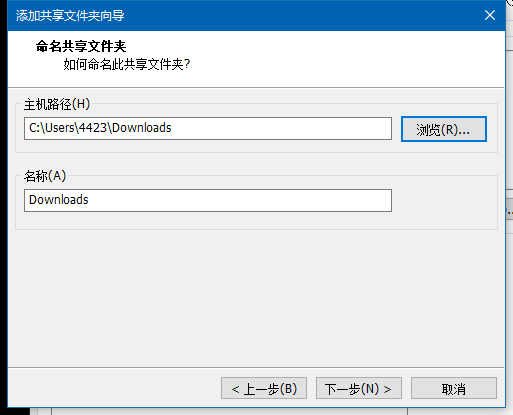 添加共享文件夹向导
命名共享文件夹
如何命名此共享文件夹?
主机路径(H)
C:\Users\4423\Downloads
浏览(R)...
名称(A)
Downloads
< 上一步(B)
下一步(N) >
取消